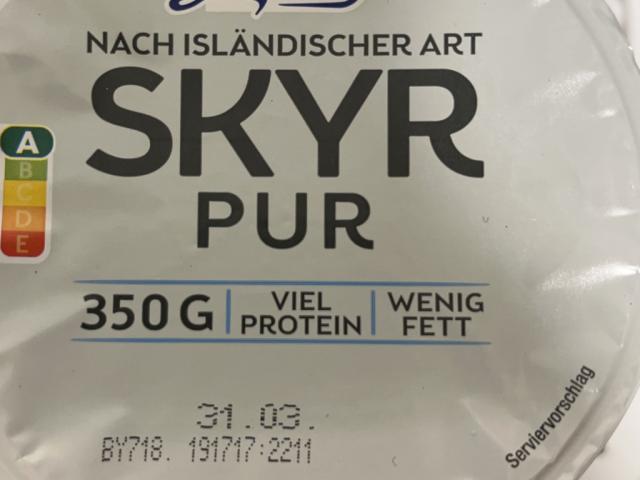 NACH ISLÄNDISCHER ART
SKYR
PUR
A
B
C
D
E
350 G
VIEL
PROTEIN
WENIG
FETT
31.03.
BY718. 191717:2211
Serviervorschlag